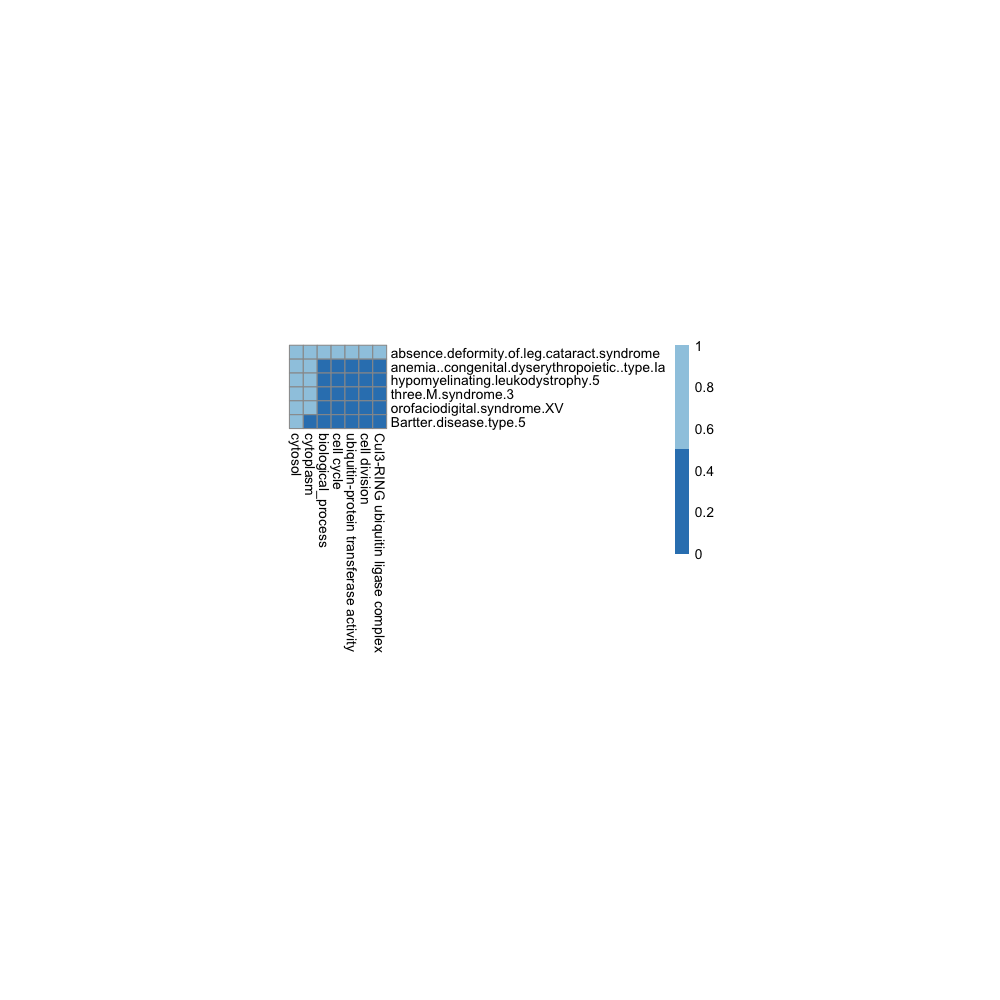 absence.deformity.of.leg.cataract.syndrome
anemia..congenital.dyserythropoietic..type.Ia
hypomyelinating.leukodystrophy.5
three.M.syndrome.3
orofaciodigital.syndrome.XV
Bartter.disease.type.5
cytosol
cytoplasm
biological_process
cell cycle
ubiquitin-protein transferase activity
cell division
Cul3-RING ubiquitin ligase complex
1
0.8
0.6
0.4
0.2
0